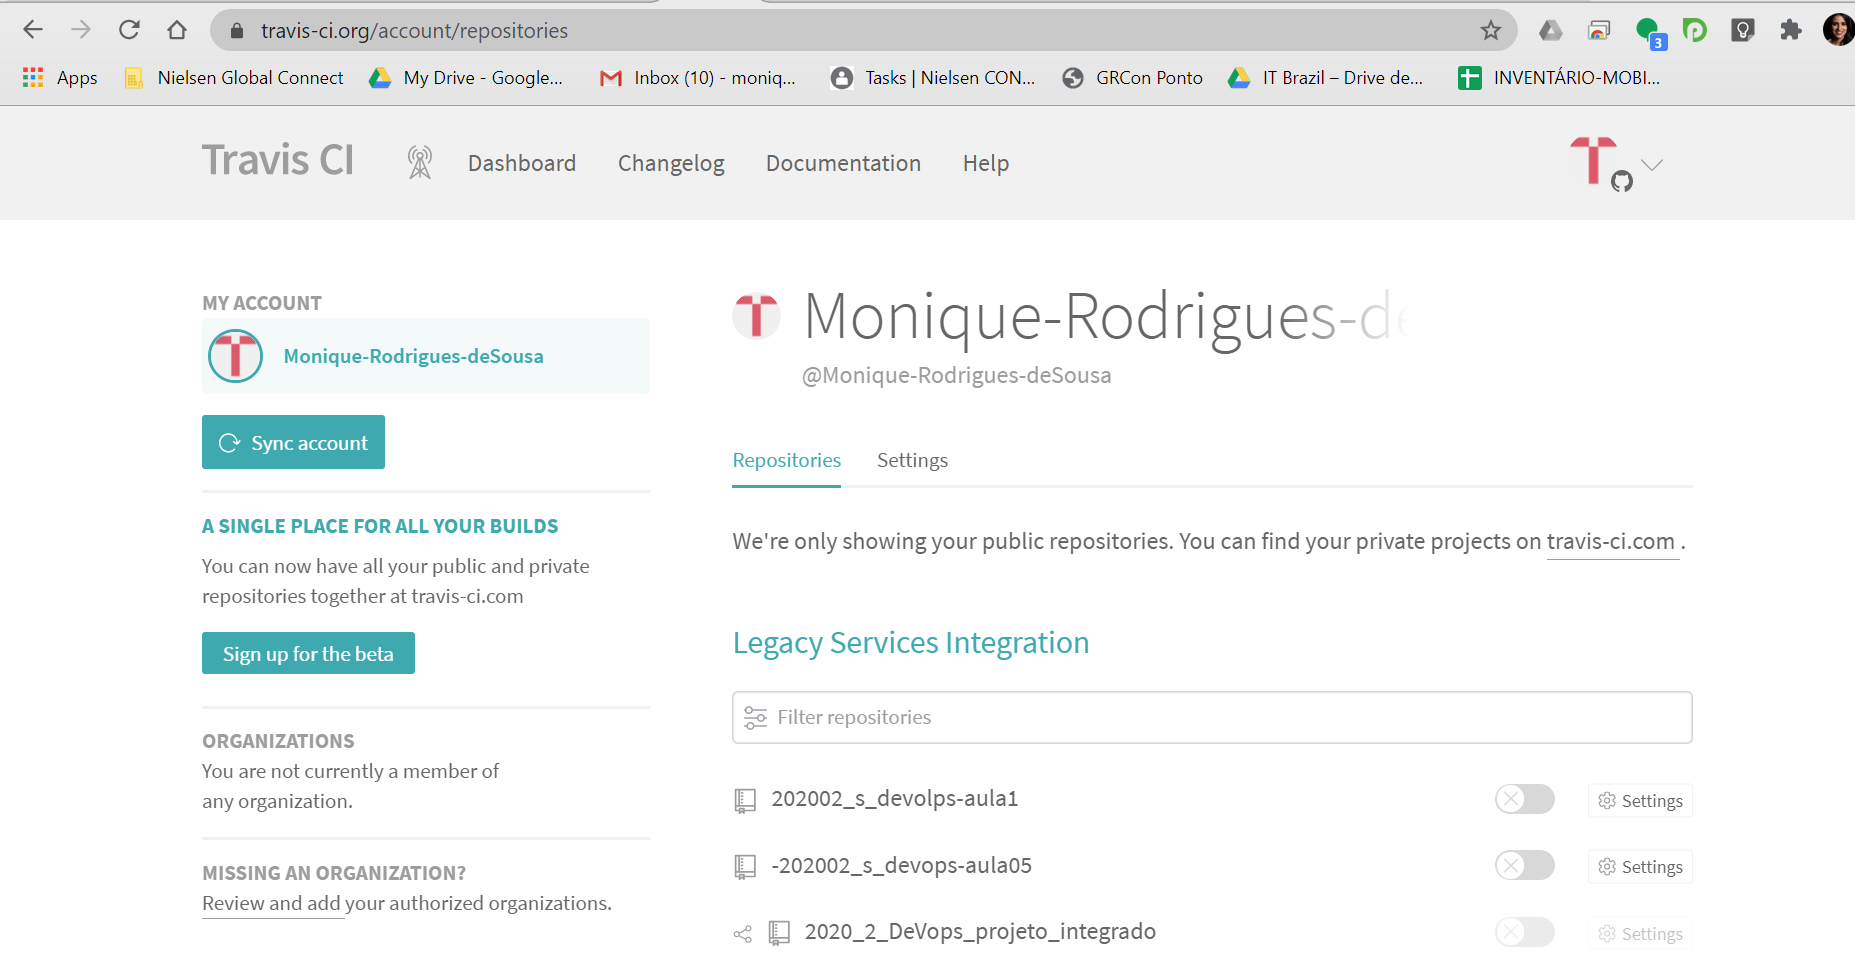 travis-ci.org/account/repositories
3
Apps Nielsen Global Connect My Drive - Google... Inbox (10) - moniq... Tasks | Nielsen CON... GRCon Ponto IT Brazil – Drive de... INVENTÁRIO-MOBI...
Travis CI Dashboard Changelog Documentation Help
MY ACCOUNT
Monique-Rodrigues-deSousa
Sync account
A SINGLE PLACE FOR ALL YOUR BUILDS
You can now have all your public and private
repositories together at travis-ci.com
Sign up for the beta
ORGANIZATIONS
You are not currently a member of
any organization.
MISSING AN ORGANIZATION?
Review and add your authorized organizations.
Monique-Rodrigues-de
@Monique-Rodrigues-deSousa
Repositories Settings
We're only showing your public repositories. You can find your private projects on travis-ci.com .
Legacy Services Integration
Filter repositories
202002_s_devolps-aula1 Settings
-202002_s_devops-aula05 Settings
2020_2_DeVops_projeto_integrado Settings